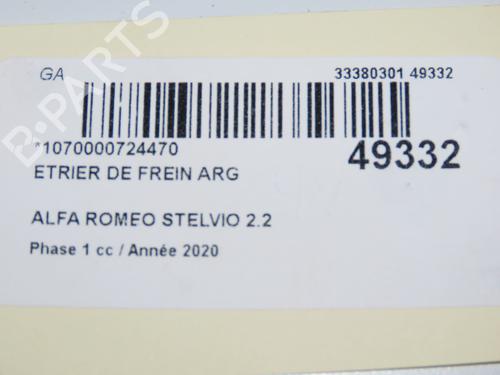 GA
33380301 49332
*1070000724470
49332
ETRIER DE FREIN ARG
ALFA ROMEO STELVIO 2.2
Phase 1 cc / Année 2020
B-PARTS